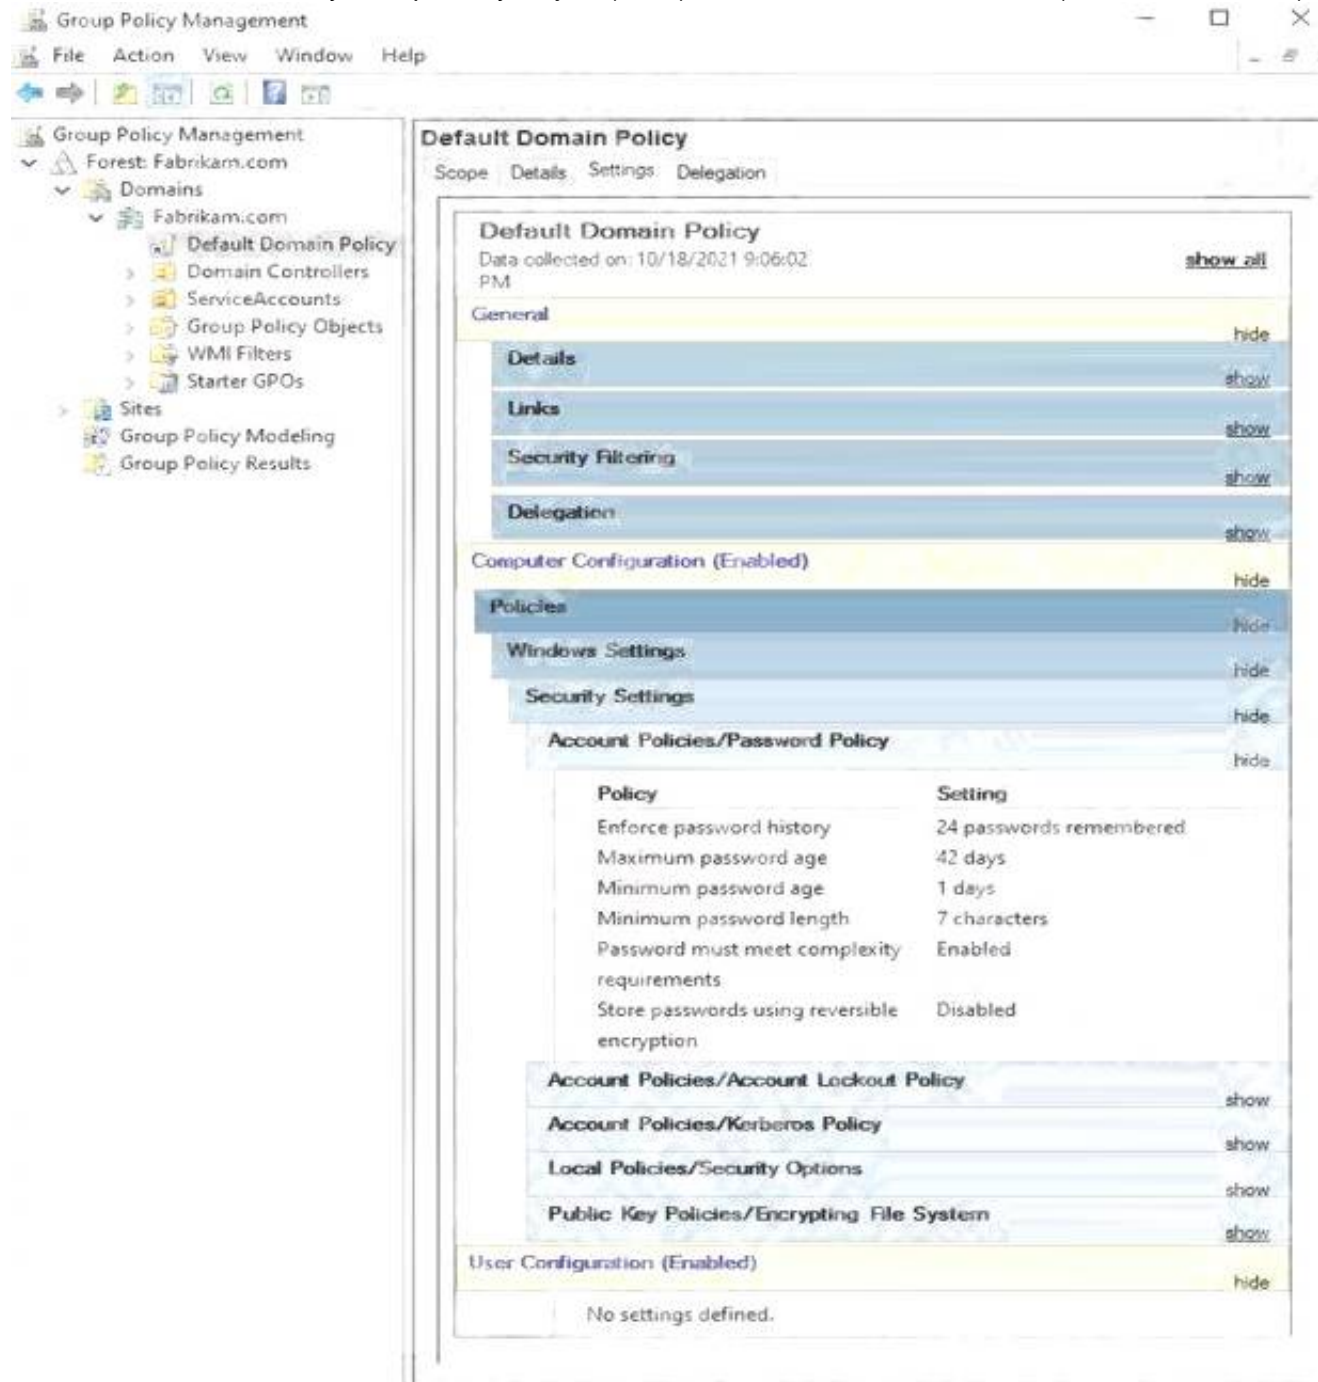 Group Policy Management
File Action View Window Help
Group Policy Management
Forest: Fabrikam.com
Domains
Fabrikam.com
Default Domain Policy
Domain Controllers
ServiceAccounts
Group Policy Objects
WMI Filters
Starter GPOs
Sites
Group Policy Modeling
Group Policy Results
Default Domain Policy
Scope Details Settings Delegation
Default Domain Policy
Data collected on: 10/18/2021 9:06:02
PM
show all
General
hide
Details
show
Links
show
Security Filtering
show
Delegation
show
Computer Configuration (Enabled)
hide
Policies
hide
Windows Settings
hide
Security Settings
hide
Account Policies/Password Policy
hide
Policy Setting
Enforce password history 24 passwords remembered
Maximum password age 42 days
Minimum password age 1 days
Minimum password length 7 characters
Password must meet complexity Enabled
requirements
Store passwords using reversible Disabled
encryption
Account Policies/Account Lockout Policy
show
Account Policies/Kerberos Policy
show
Local Policies/Security Options
show
Public Key Policies/Encrypting File System
show
User Configuration (Enabled)
hide
No settings defined.